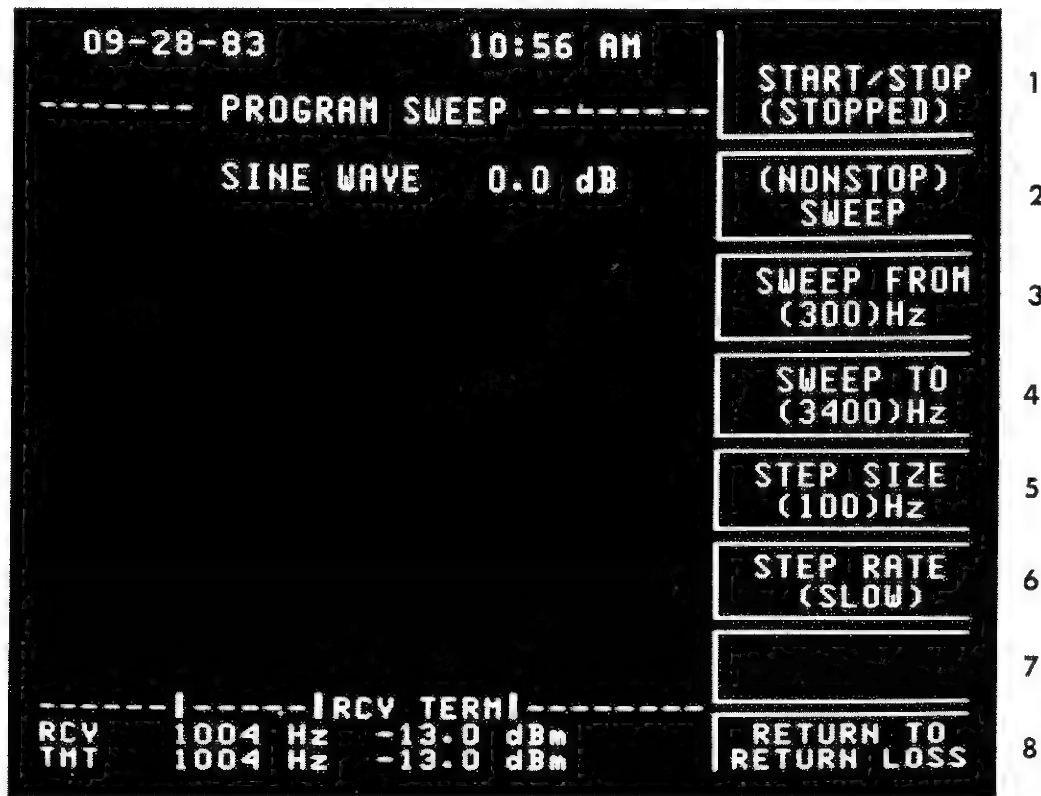 09-28-83 10:56 AM
------- PROGRAM SWEEP -------
SINE WAVE 0.0 dB
START/STOP
(STOPPED)
1
(NONSTOP)
SWEEP
2
SWEEP FROM
(300)Hz
3
SWEEP TO
(3400)Hz
4
STEP SIZE
(100)Hz
5
STEP RATE
(SLOW)
6
7
------|-----|RCV TERM|--------
RCV 1004 Hz -13.0 dBm
TMT 1004 Hz -13.0 dBm
RETURN TO
RETURN LOSS
8